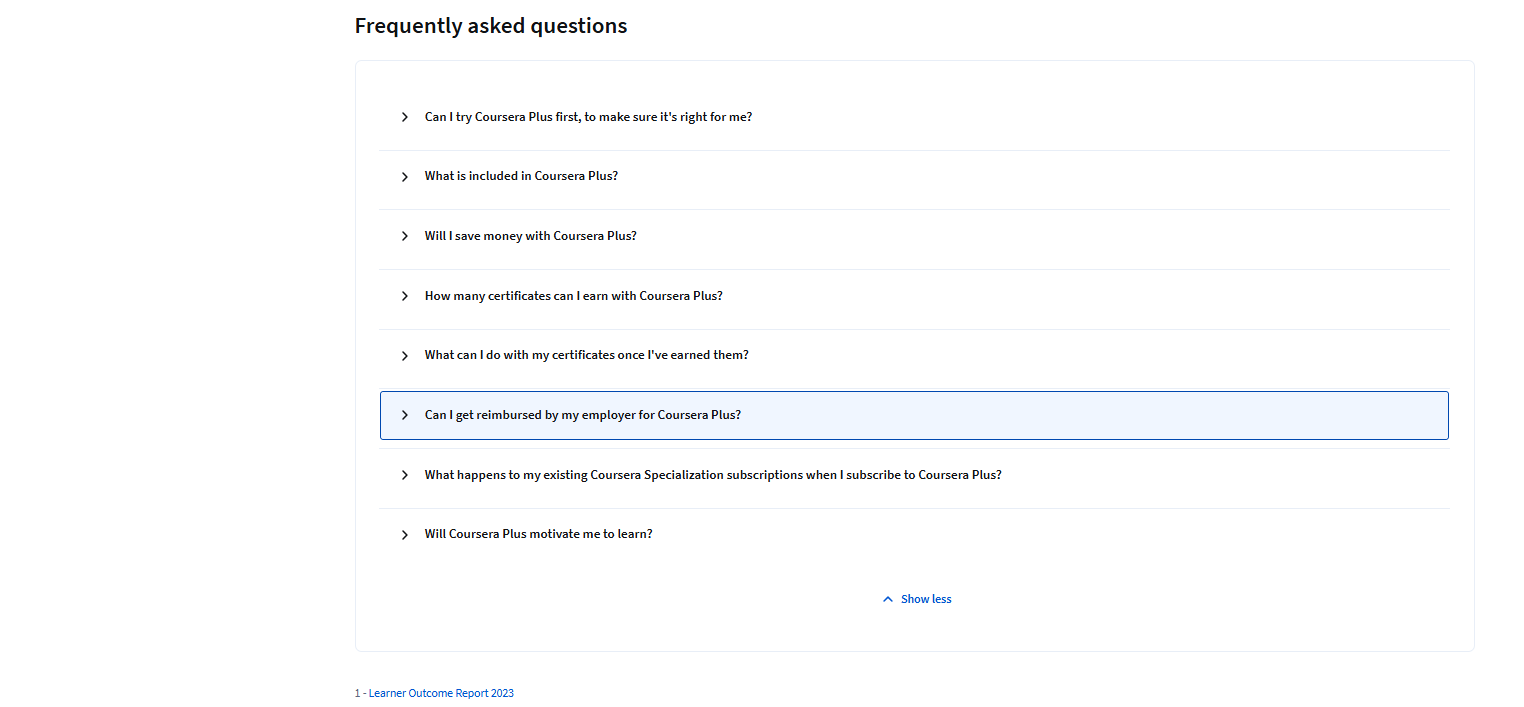 Frequently asked questions
Can I try Coursera Plus first, to make sure it's right for me?
What is included in Coursera Plus?
Will I save money with Coursera Plus?
How many certificates can I earn with Coursera Plus?
What can I do with my certificates once I've earned them?
Can I get reimbursed by my employer for Coursera Plus?
What happens to my existing Coursera Specialization subscriptions when I subscribe to Coursera Plus?
Will Coursera Plus motivate me to learn?
Show less
1 - Learner Outcome Report 2023